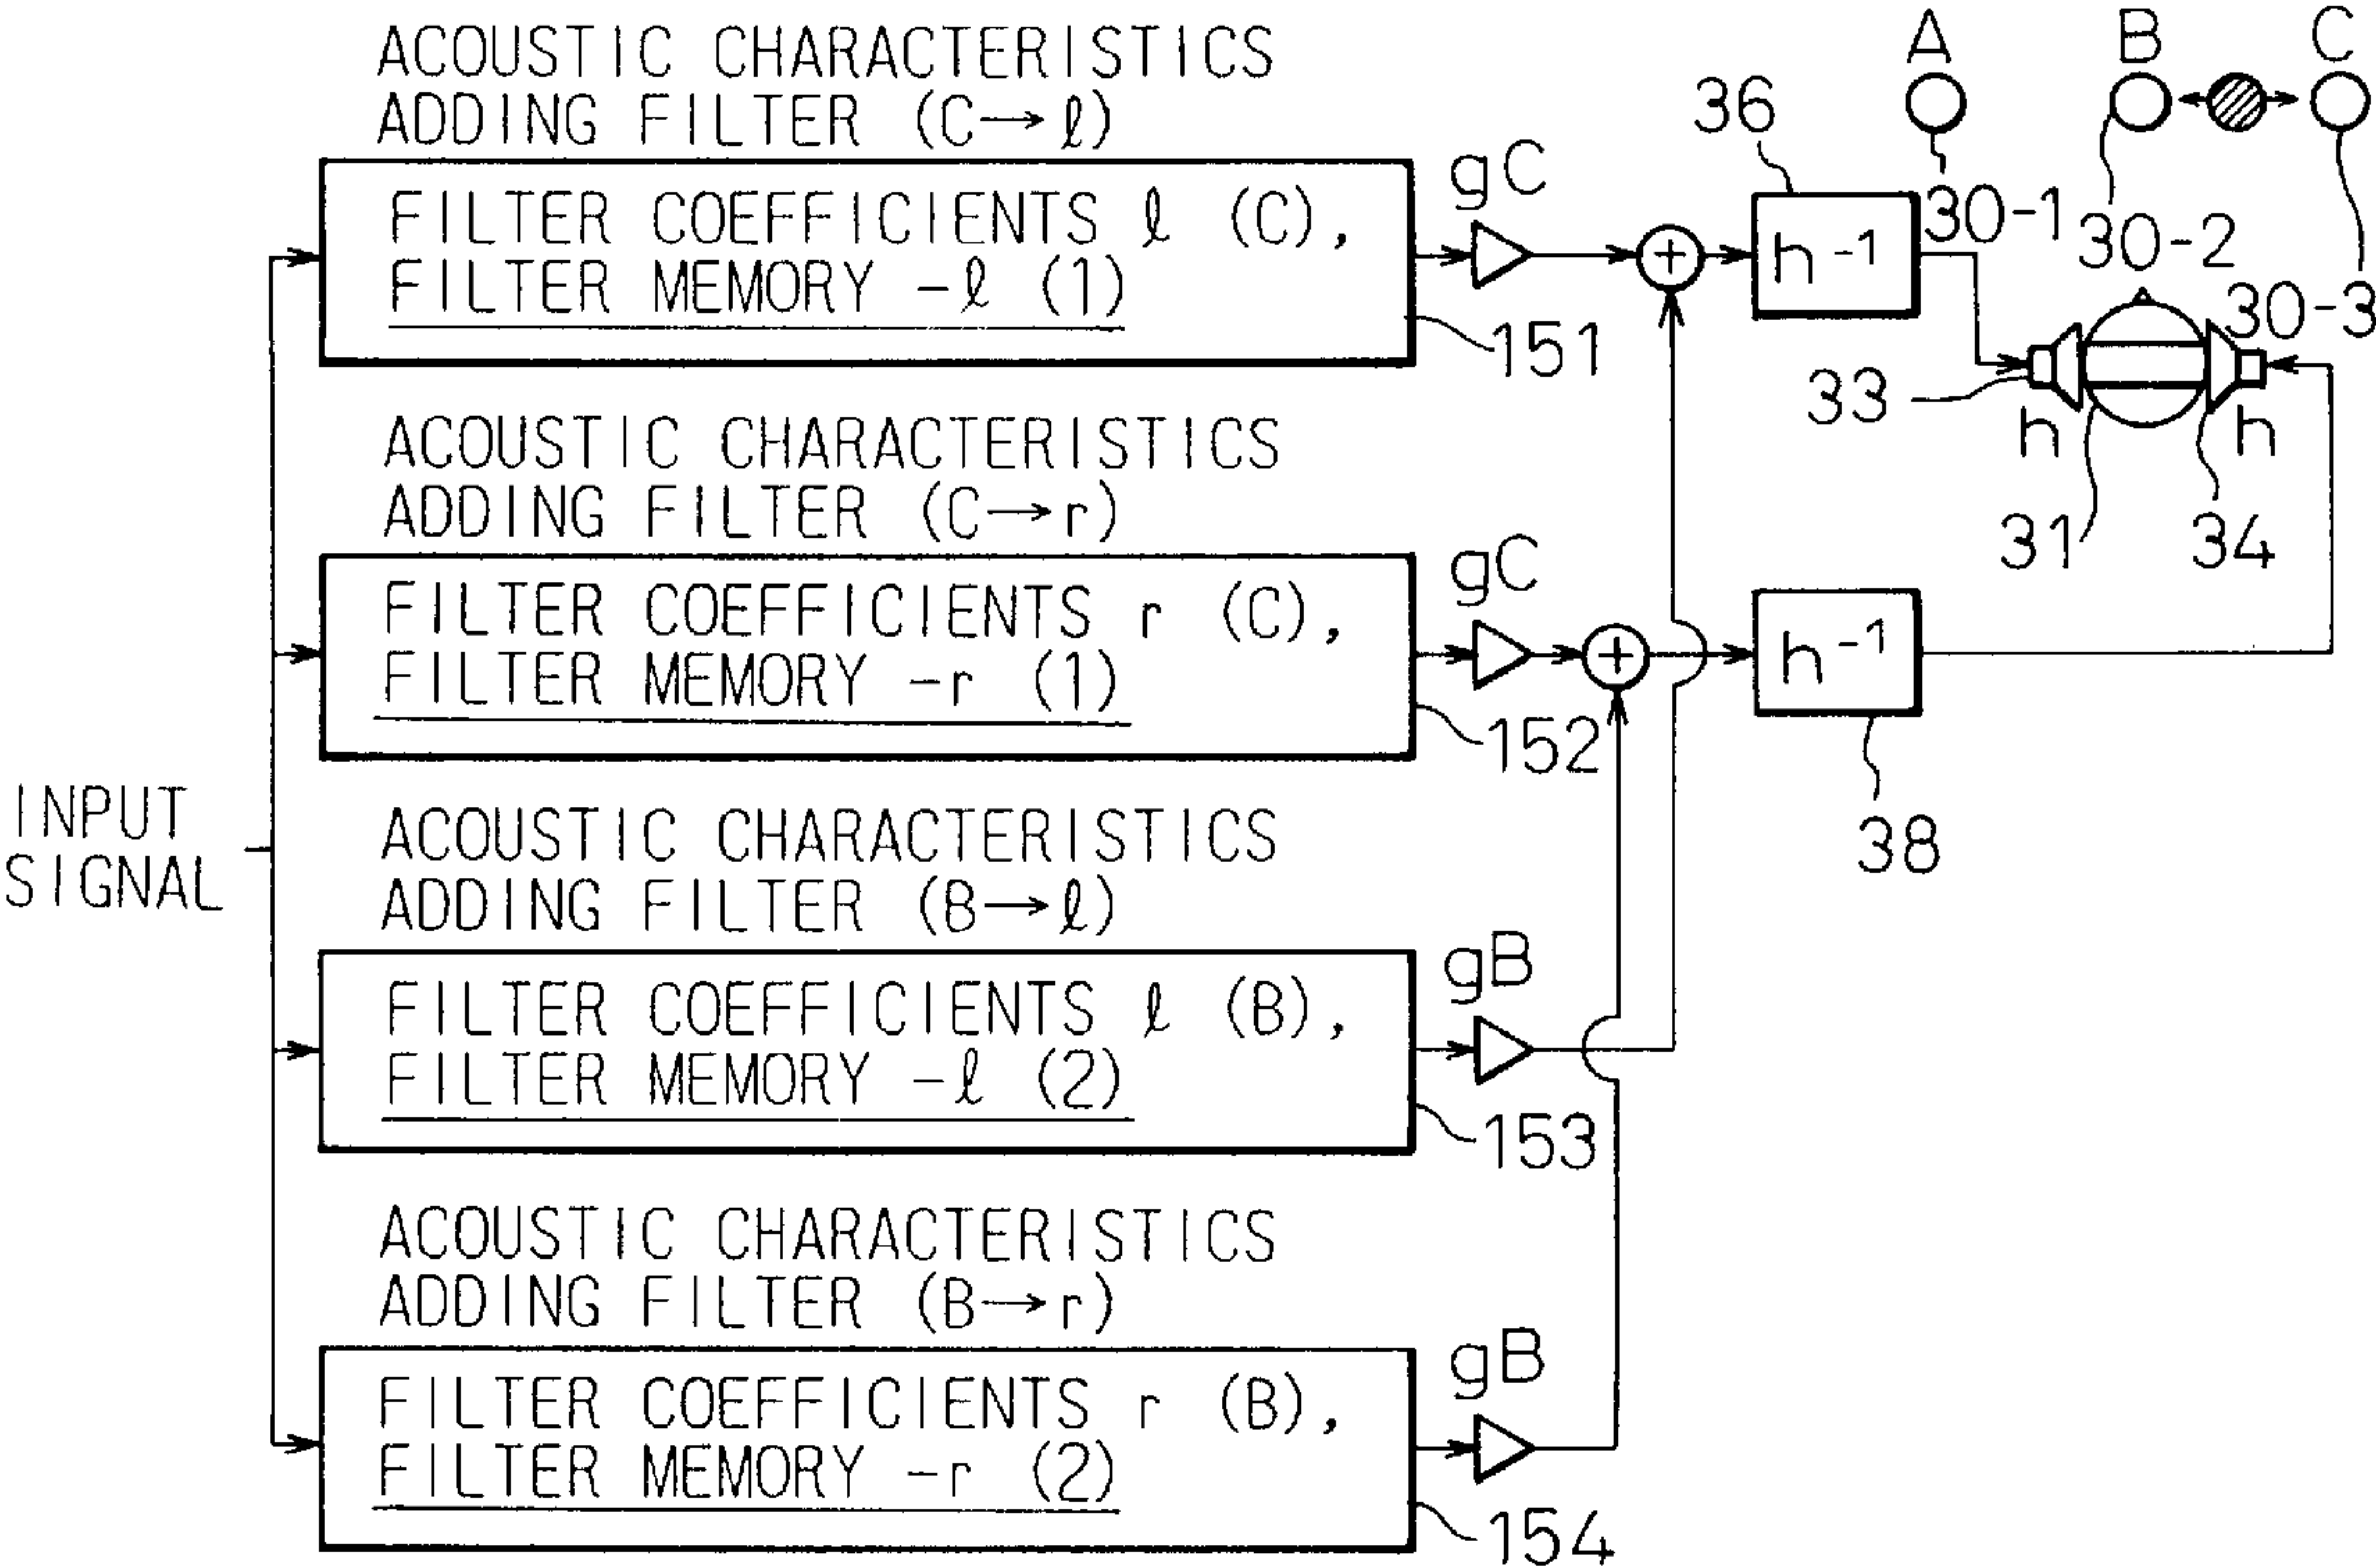 ACOUSTIC CHARACTERISTICS
ADDING FILTER (C→ℓ)
FILTER COEFFICIENTS ℓ (C),
FILTER MEMORY -ℓ (1)
gC
151
36
h⁻¹
A
B
C
30-1
30-2
30-3
33
h
h
31
34
ACOUSTIC CHARACTERISTICS
ADDING FILTER (C→r)
FILTER COEFFICIENTS r (C),
FILTER MEMORY -r (1)
gC
152
h⁻¹
38
INPUT
SIGNAL
ACOUSTIC CHARACTERISTICS
ADDING FILTER (B→ℓ)
FILTER COEFFICIENTS ℓ (B),
FILTER MEMORY -ℓ (2)
gB
153
ACOUSTIC CHARACTERISTICS
ADDING FILTER (B→r)
FILTER COEFFICIENTS r (B),
FILTER MEMORY -r (2)
gB
154